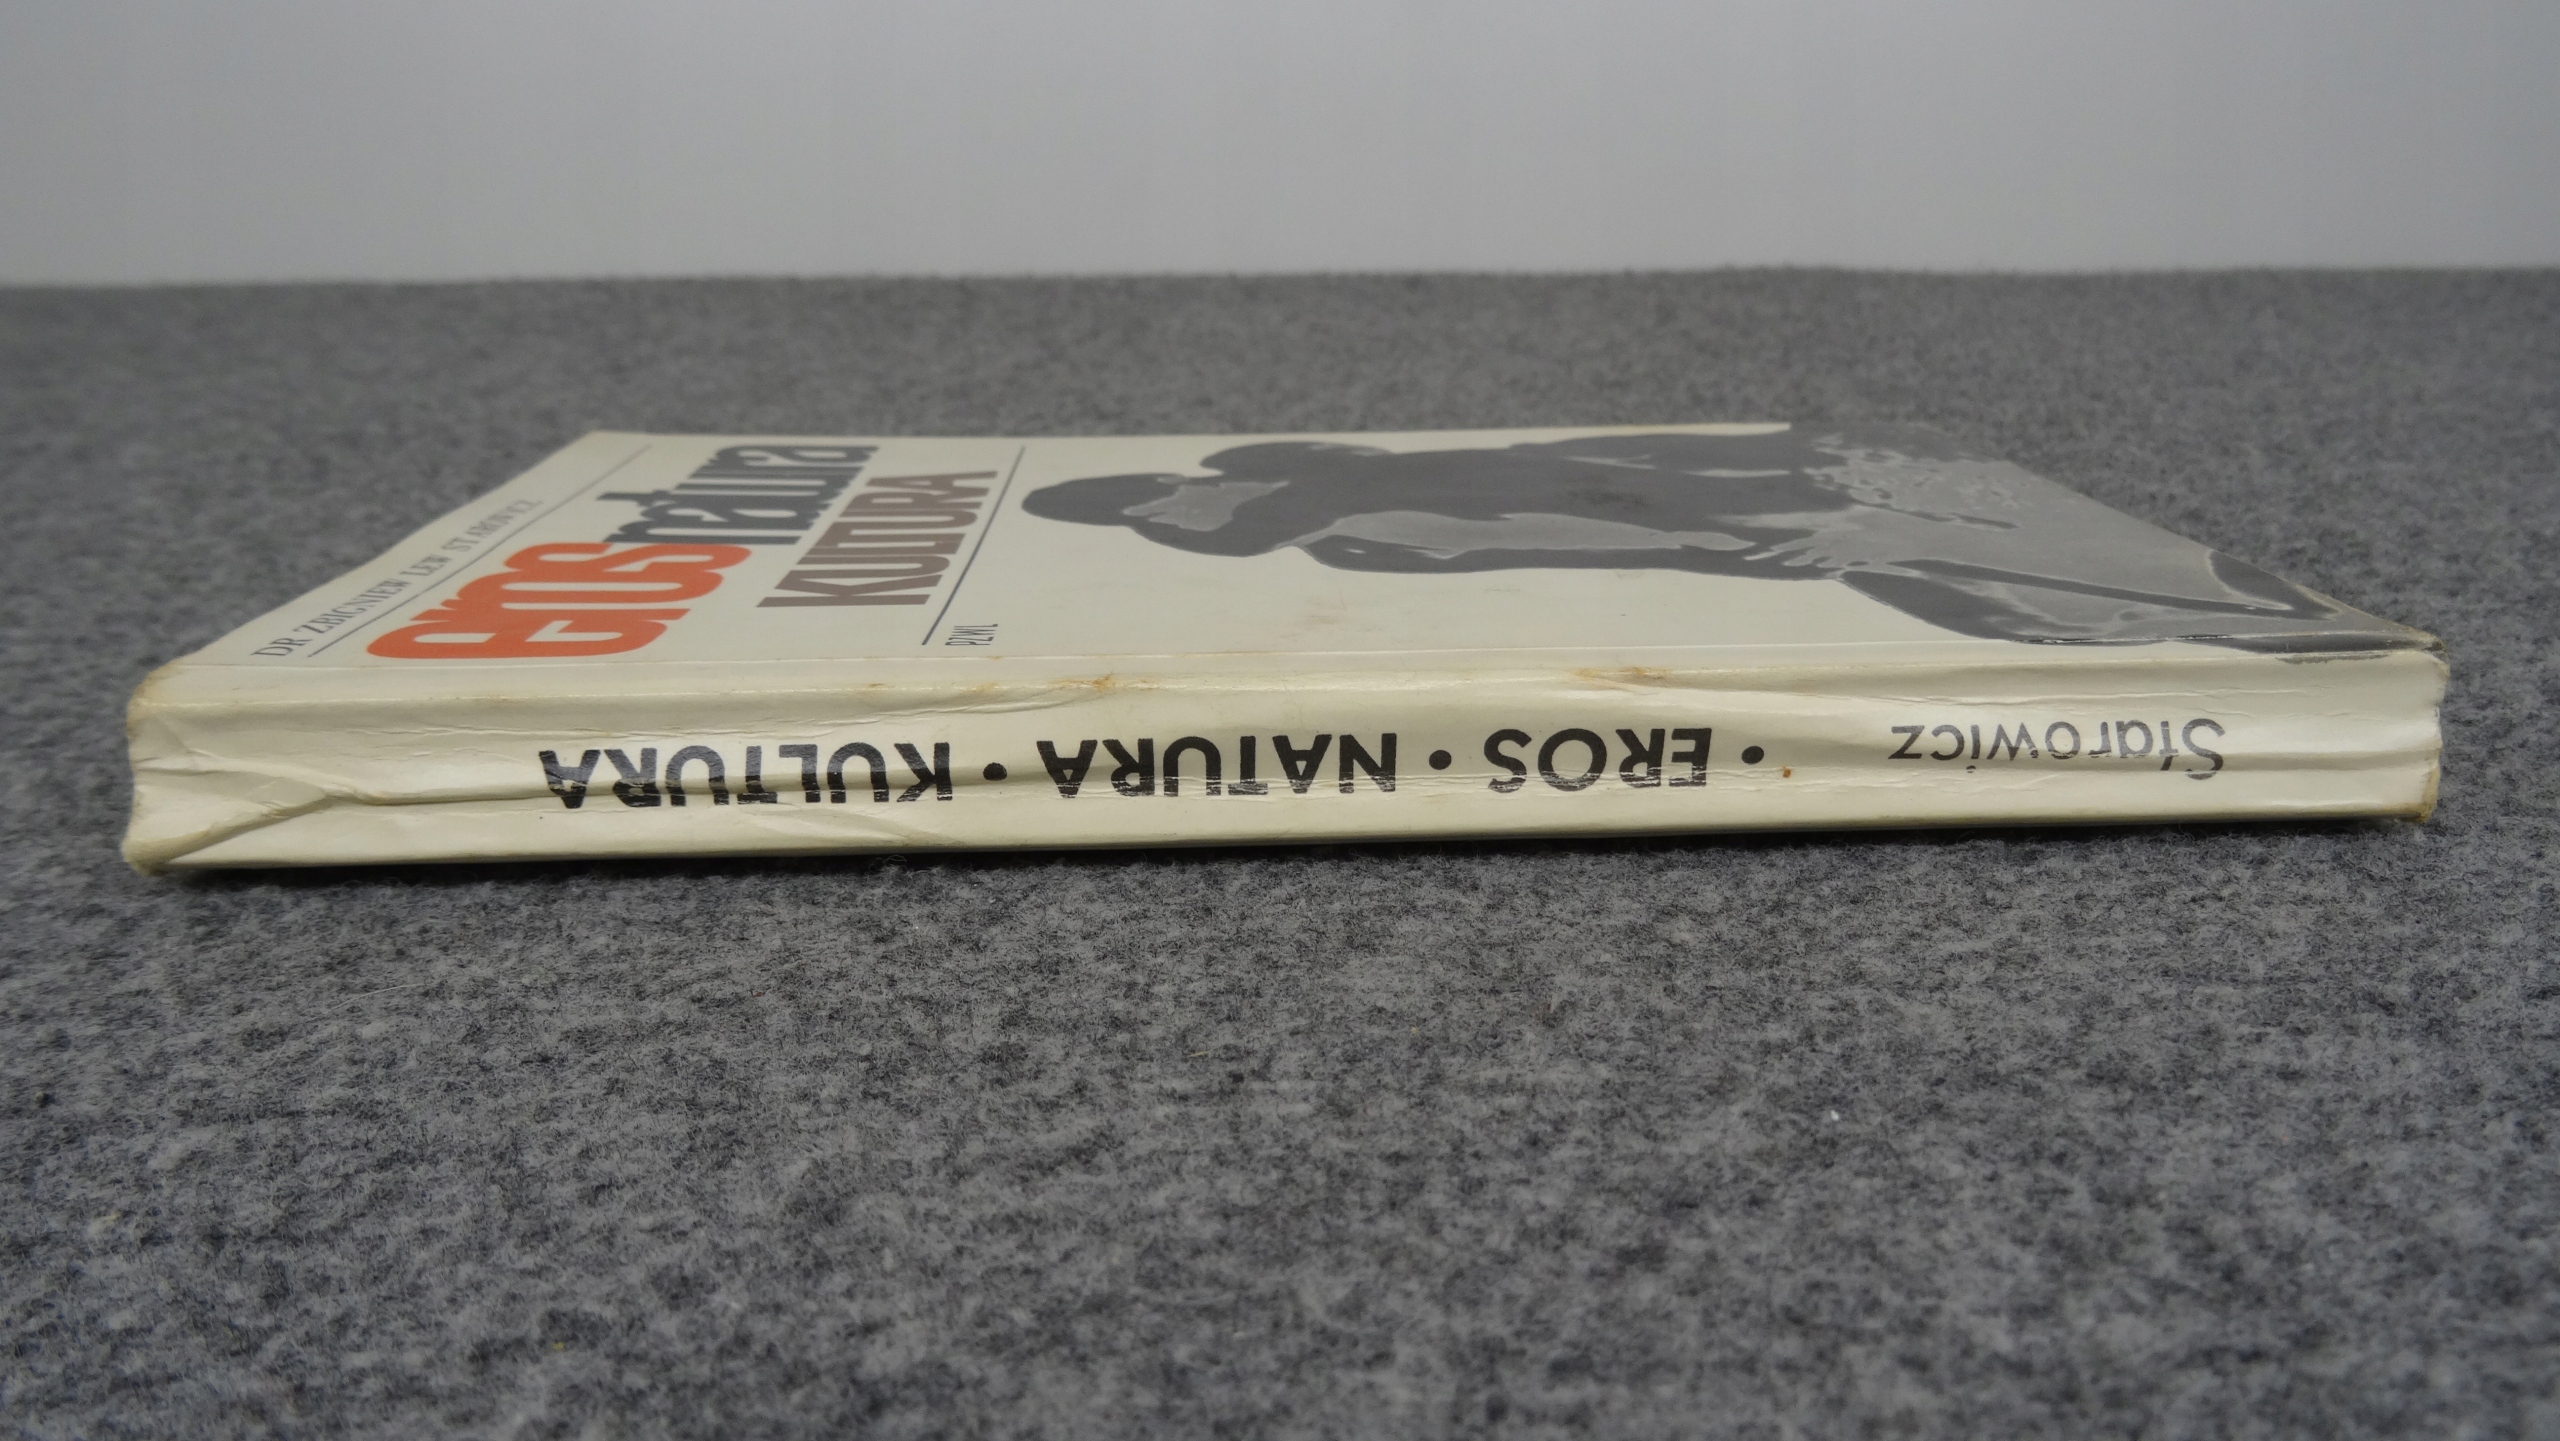 DR ZBIGNIEW LEW STAROWICZ
eros natura
KULTURA
PZWL
Starowicz • EROS • NATURA • KULTURA